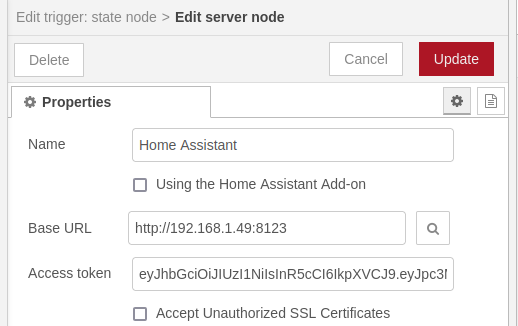 Edit trigger: state node > Edit server node
Delete Cancel Update
Properties
Name Home Assistant
Using the Home Assistant Add-on
Base URL http://192.168.1.49:8123
Access token eyJhbGciOiJIUzI1NiIsInR5cCI6IkpXVCJ9.eyJpc3M
Accept Unauthorized SSL Certificates